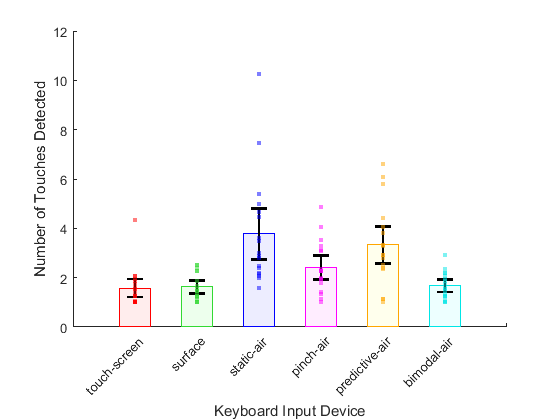 12
10
8
6
4
2
0
Number of Touches Detected
touch-screen
surface
static-air
pinch-air
predictive-air
bimodal-air
Keyboard Input Device